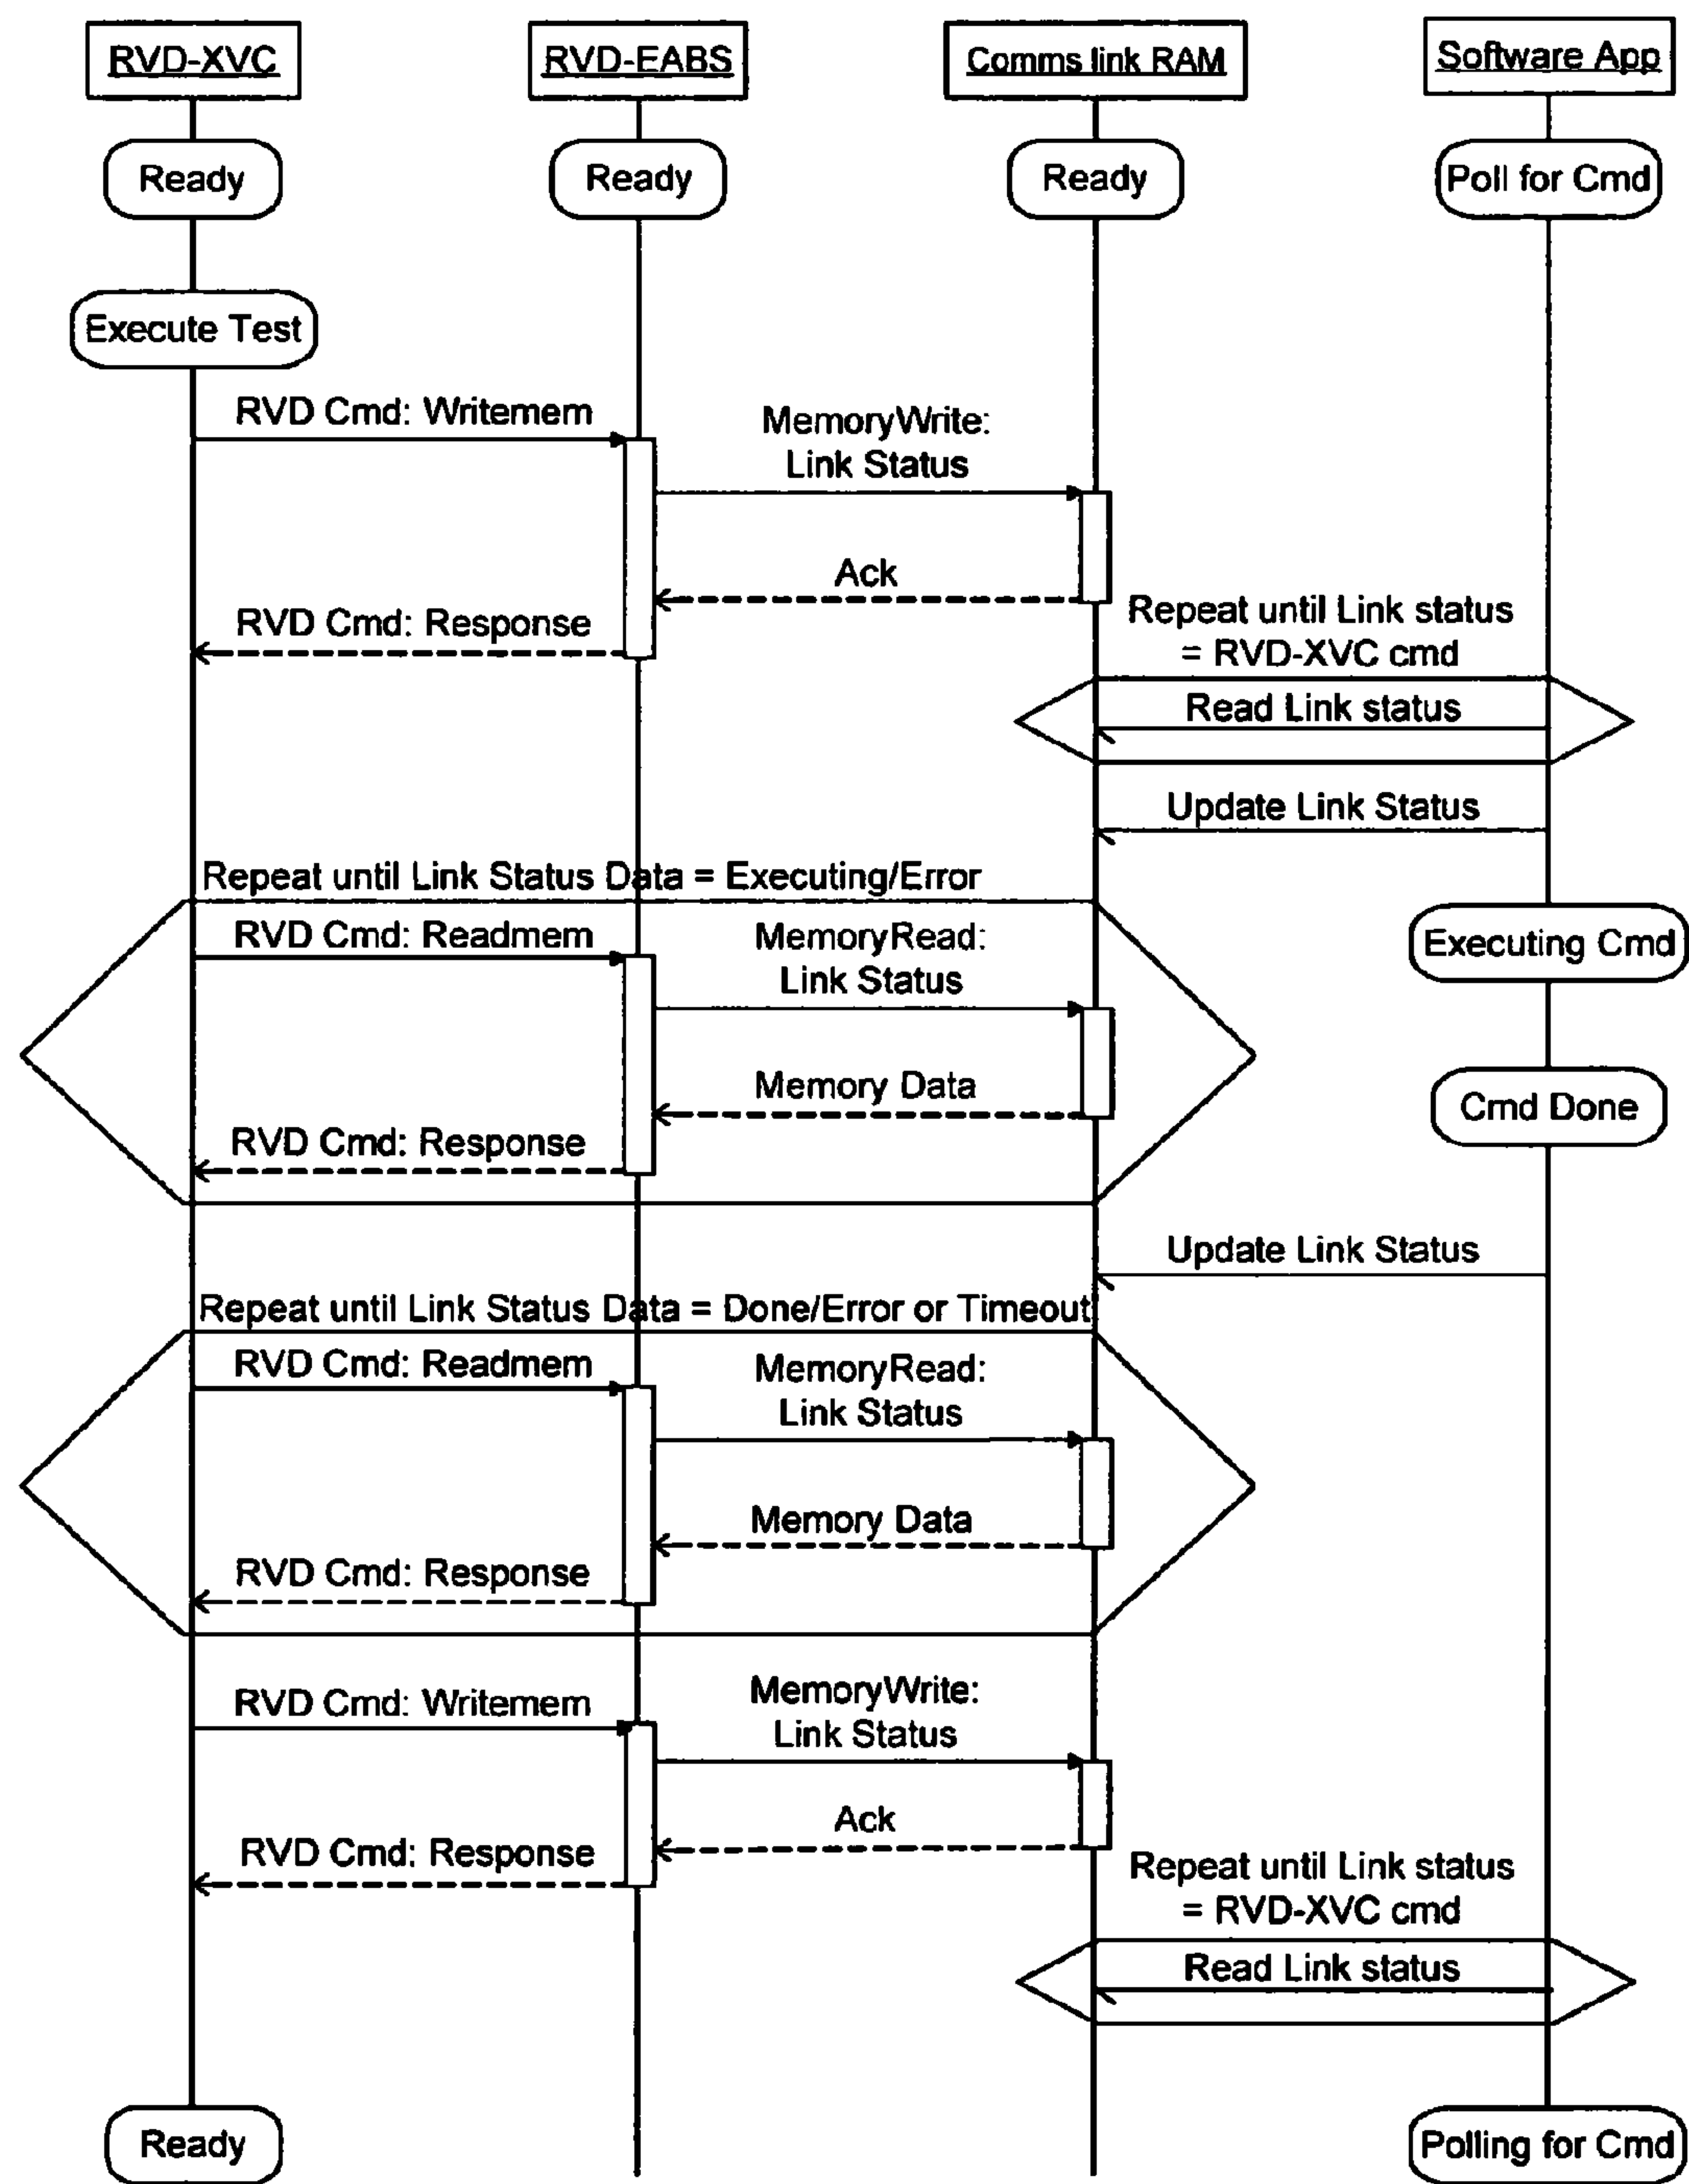 RVD-XVC
RVD-EABS
Comms link RAM
Software App
Ready
Ready
Ready
Poll for Cmd
Execute Test
RVD Cmd: Writemem
MemoryWrite:
Link Status
Ack
RVD Cmd: Response
Repeat until Link status
= RVD-XVC cmd
Read Link status
Update Link Status
Repeat until Link Status Data = Executing/Error
RVD Cmd: Readmem
MemoryRead:
Link Status
Executing Cmd
Memory Data
Cmd Done
RVD Cmd: Response
Update Link Status
Repeat until Link Status Data = Done/Error or Timeout
RVD Cmd: Readmem
MemoryRead:
Link Status
Memory Data
RVD Cmd: Response
RVD Cmd: Writemem
MemoryWrite:
Link Status
Ack
RVD Cmd: Response
Repeat until Link status
= RVD-XVC cmd
Read Link status
Ready
Polling for Cmd